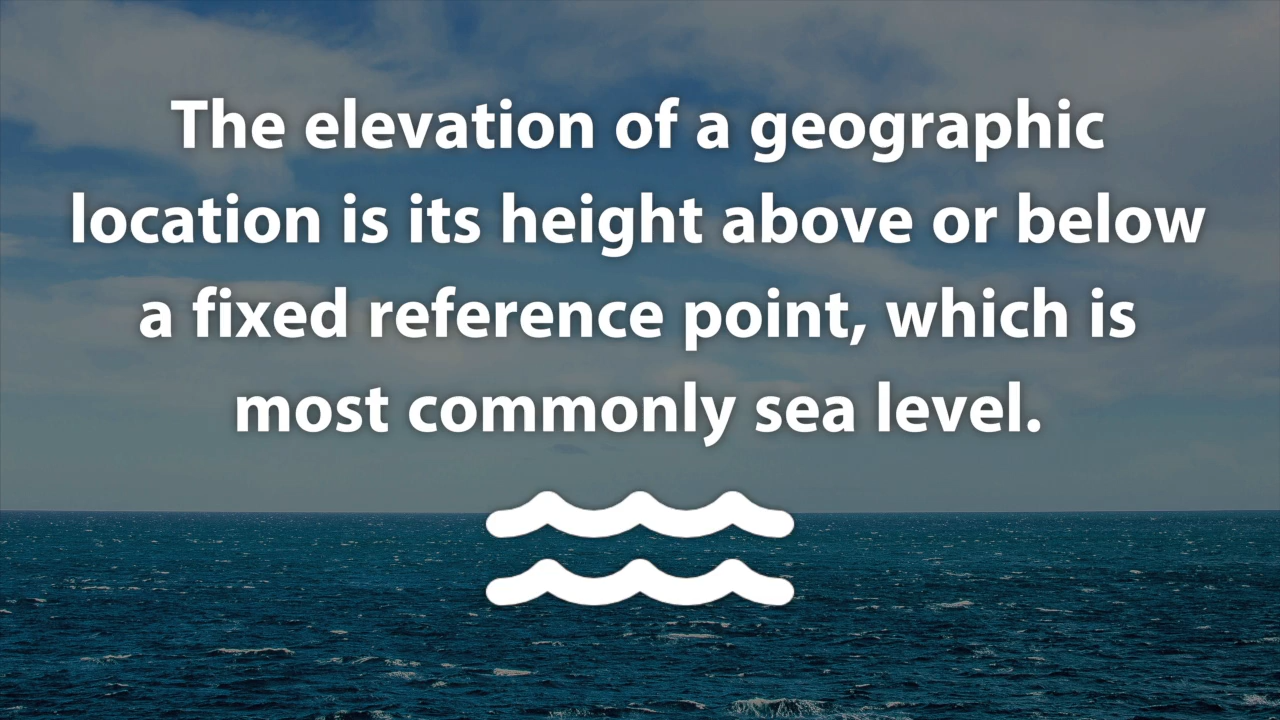 The elevation of a geographic
location is its height above or below
a fixed reference point, which is
most commonly sea level.